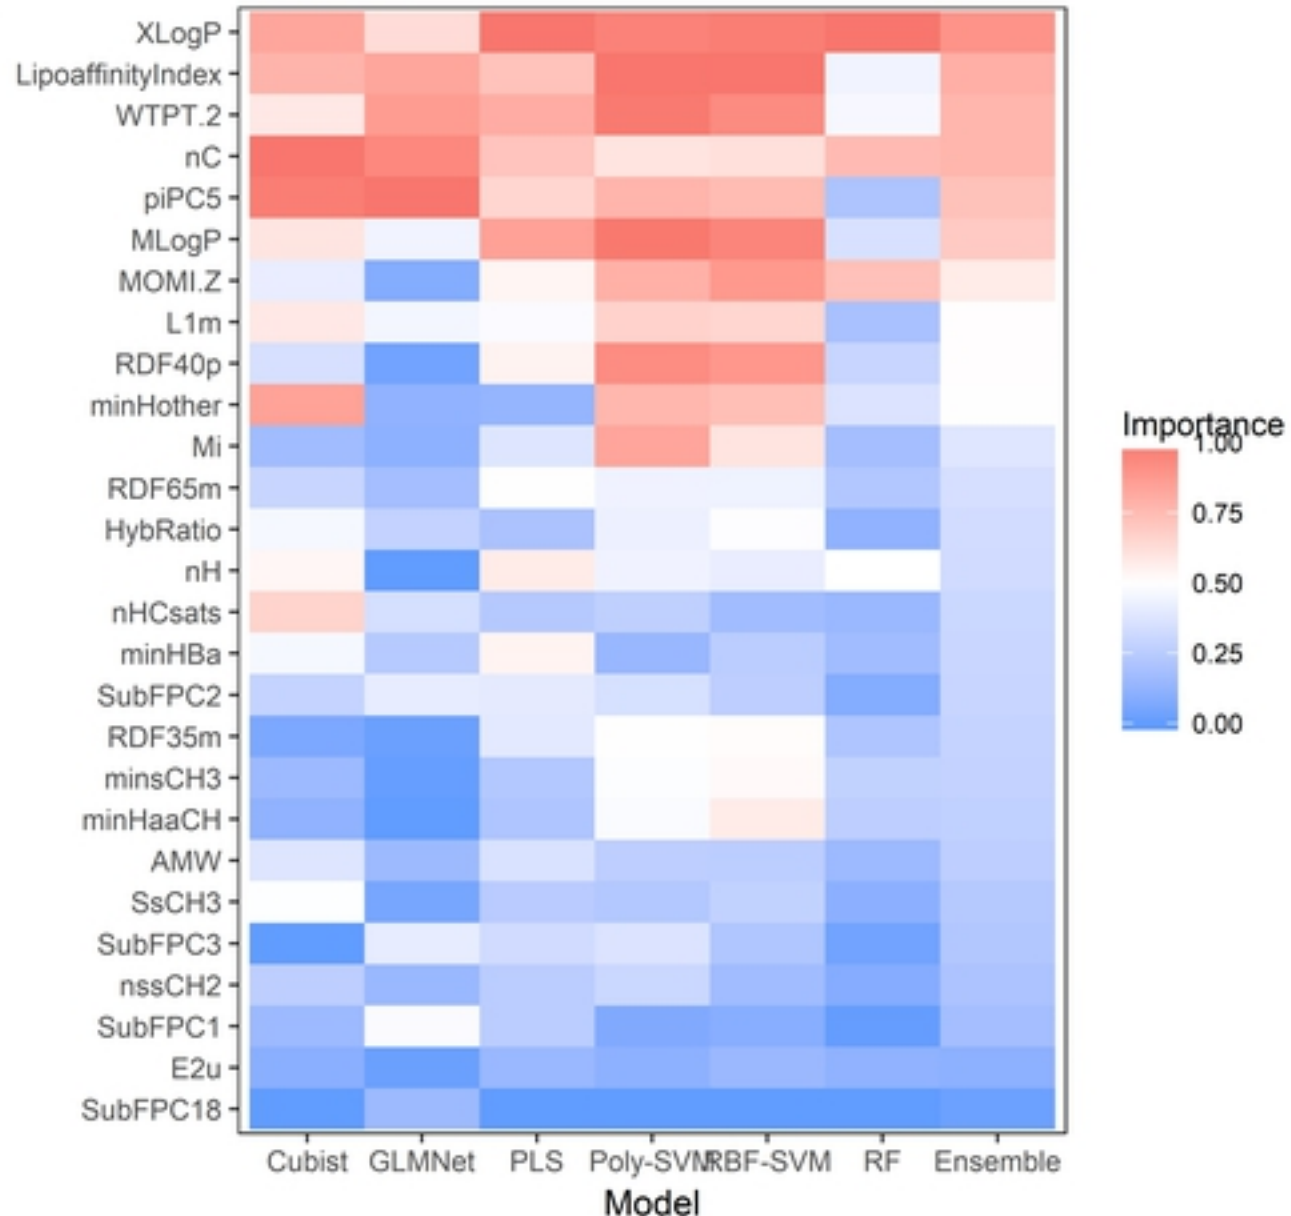 XLogP
LipoaffinityIndex
WTPT.2
nC
piPC5
MLogP
MOMI.Z
L1m
RDF40p
minHother
Mi
RDF65m
HybRatio
nH
nHCsats
minHBa
SubFPC2
RDF35m
minsCH3
minHaaCH
AMW
SsCH3
SubFPC3
nssCH2
SubFPC1
E2u
SubFPC18
Cubist GLMNet PLS Poly-SVM RBF-SVM RF Ensemble
Model
Importance
1.00
0.75
0.50
0.25
0.00